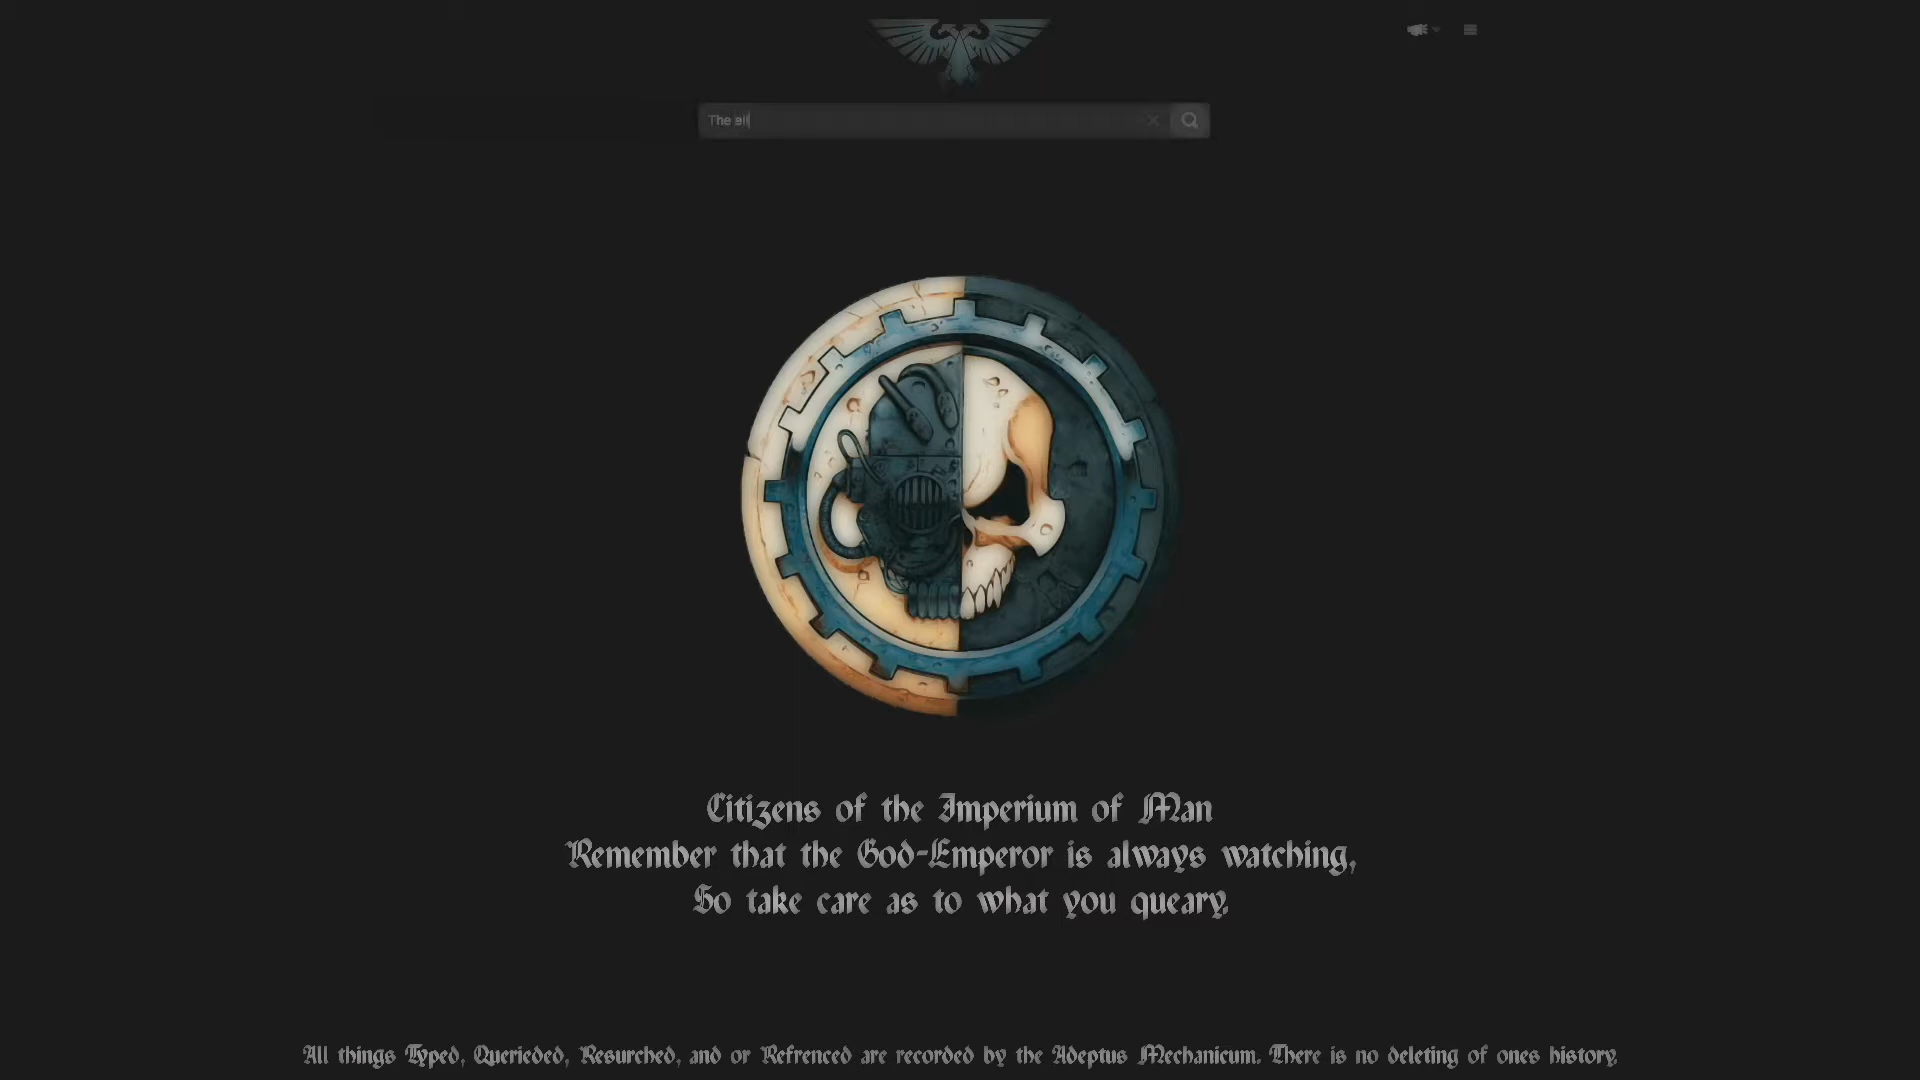 The eli
Citizens of the Imperium of Man
Remember that the God-Emperor is always watching,
So take care as to what you queary.
All things Typed, Querieded, Resurched, and or Refrenced are recorded by the Adeptus Mechanicum. There is no deleting of ones history.